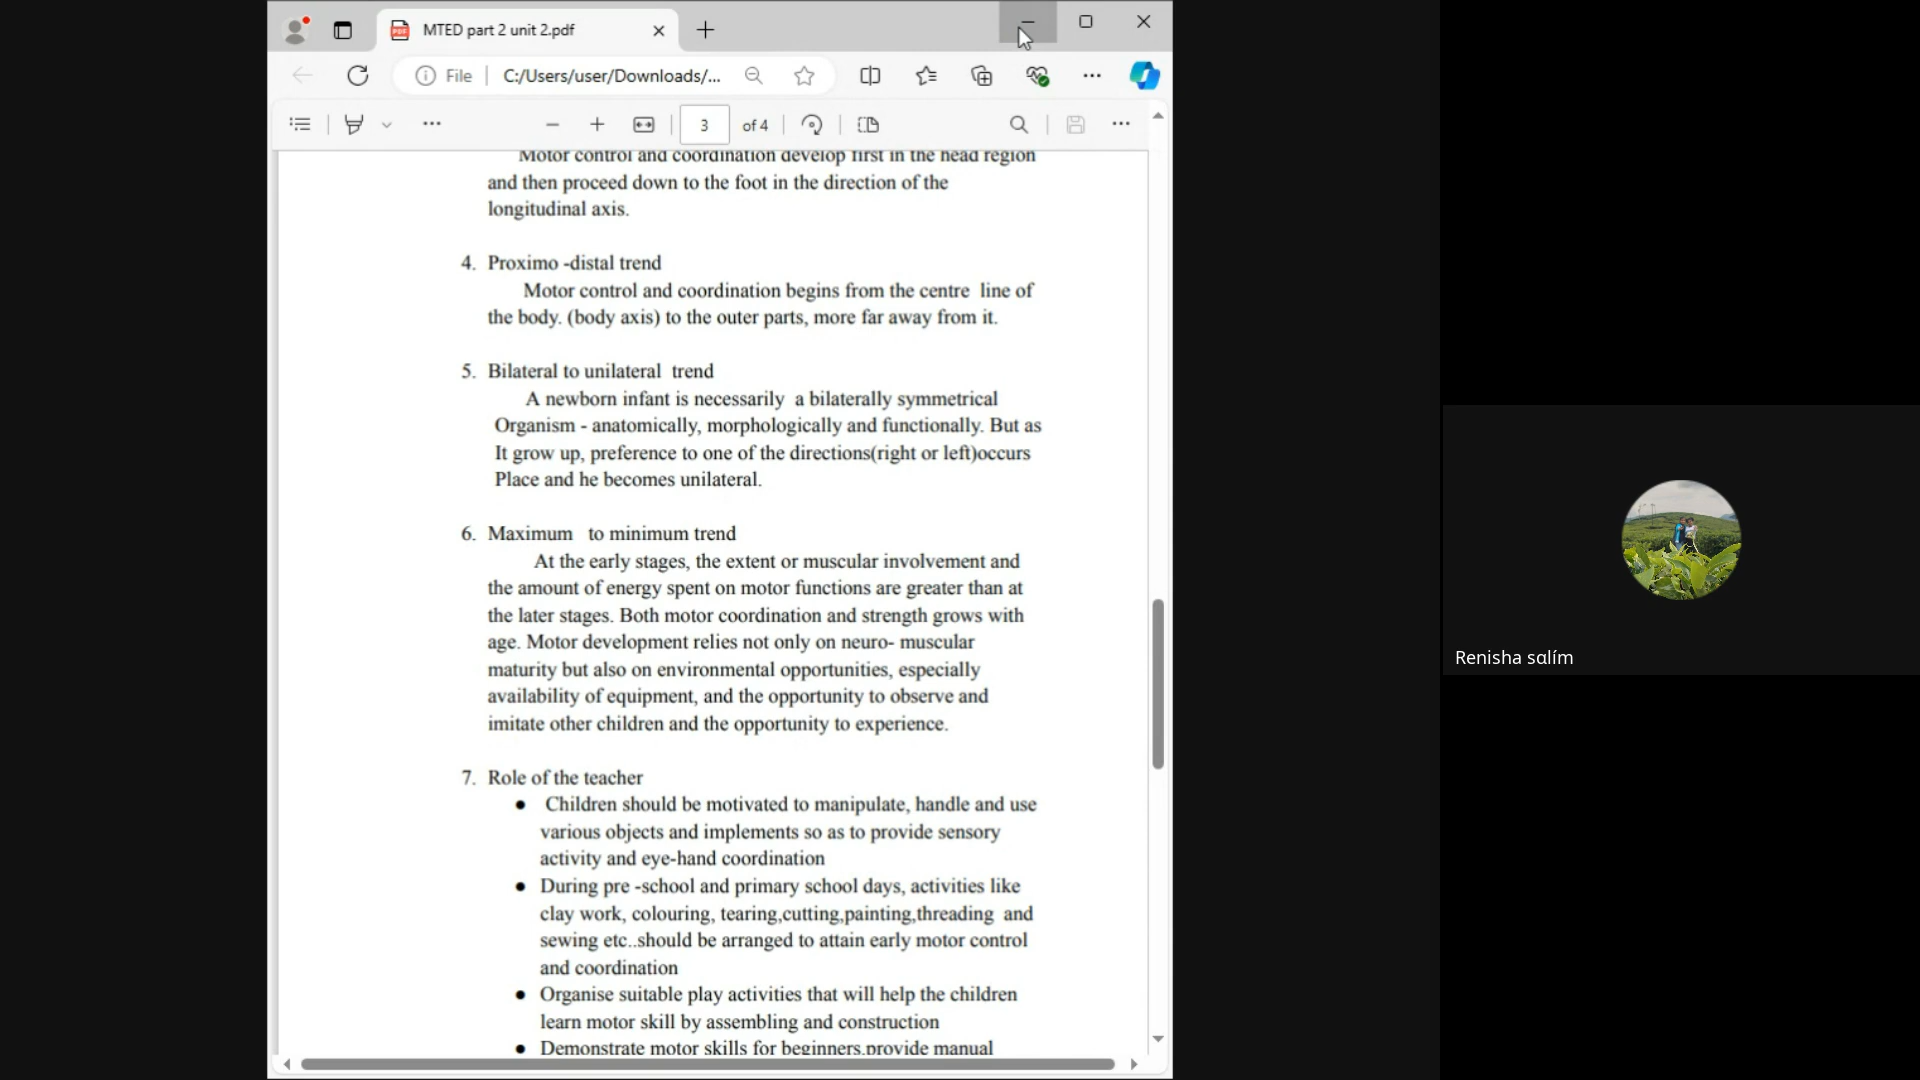 MTED part 2 unit 2.pdf
File
C:/Users/user/Downloads/...
3 of 4
Motor control and coordination develop first in the head region
and then proceed down to the foot in the direction of the
longitudinal axis.
4. Proximo -distal trend
Motor control and coordination begins from the centre line of
the body. (body axis) to the outer parts, more far away from it.
5. Bilateral to unilateral trend
A newborn infant is necessarily a bilaterally symmetrical
Organism - anatomically, morphologically and functionally. But as
It grow up, preference to one of the directions(right or left)occurs
Place and he becomes unilateral.
6. Maximum to minimum trend
At the early stages, the extent or muscular involvement and
the amount of energy spent on motor functions are greater than at
the later stages. Both motor coordination and strength grows with
age. Motor development relies not only on neuro- muscular
maturity but also on environmental opportunities, especially
availability of equipment, and the opportunity to observe and
imitate other children and the opportunity to experience.
7. Role of the teacher
● Children should be motivated to manipulate, handle and use
various objects and implements so as to provide sensory
activity and eye-hand coordination
● During pre -school and primary school days, activities like
clay work, colouring, tearing,cutting,painting,threading and
sewing etc..should be arranged to attain early motor control
and coordination
● Organise suitable play activities that will help the children
learn motor skill by assembling and construction
● Demonstrate motor skills for beginners,provide manual
Renisha sɑlím